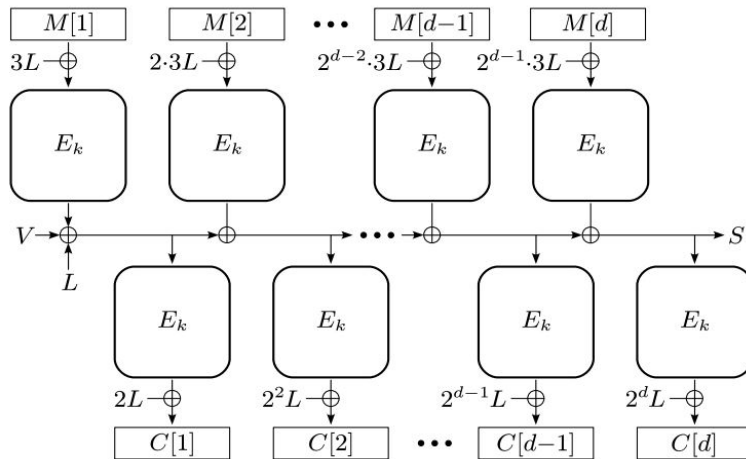 M[1] M[2] ••• M[d−1] M[d]
3L 2·3L 2^{d−2}·3L 2^{d−1}·3L
E_k E_k E_k E_k
V ••• S
L
E_k E_k E_k E_k
2L 2^2L 2^{d−1}L 2^dL
C[1] C[2] ••• C[d−1] C[d]